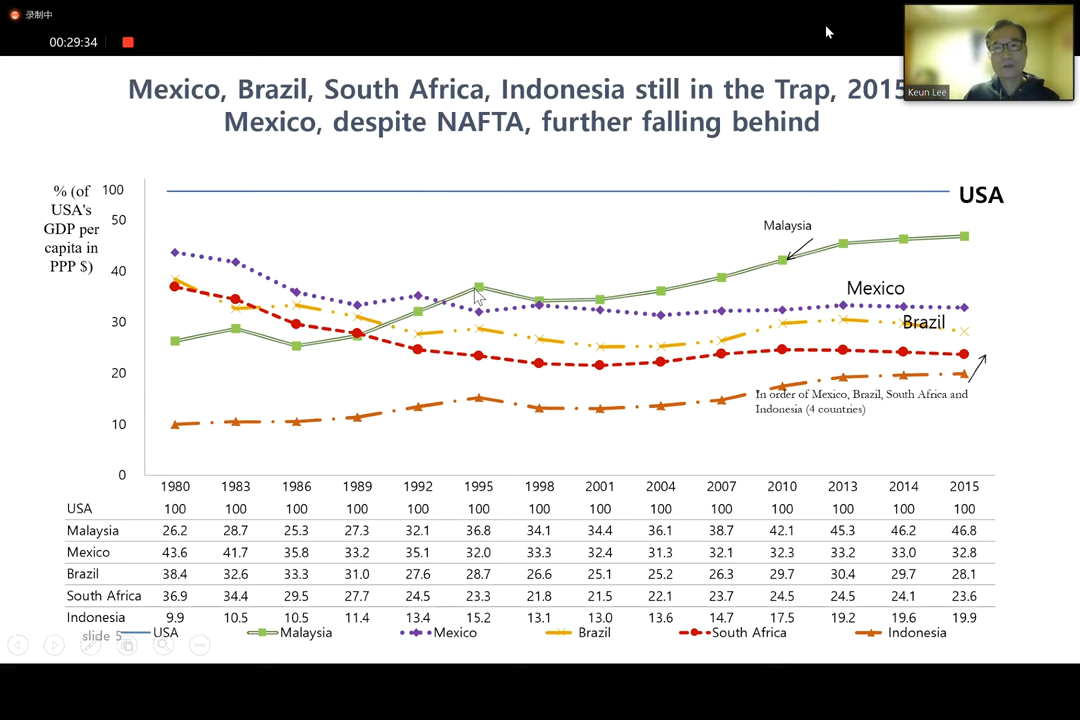 录制中
00:29:34
Keun Lee
Mexico, Brazil, South Africa, Indonesia still in the Trap, 2015
Mexico, despite NAFTA, further falling behind
% (of
USA's
GDP per
capita in
PPP $)
100
50
40
30
20
10
0
USA
Malaysia
Mexico
Brazil
In order of Mexico, Brazil, South Africa and
Indonesia (4 countries)
1980 1983 1986 1989 1992 1995 1998 2001 2004 2007 2010 2013 2014 2015
USA 100 100 100 100 100 100 100 100 100 100 100 100 100 100
Malaysia 26.2 28.7 25.3 27.3 32.1 36.8 34.1 34.4 36.1 38.7 42.1 45.3 46.2 46.8
Mexico 43.6 41.7 35.8 33.2 35.1 32.0 33.3 32.4 31.3 32.1 32.3 33.2 33.0 32.8
Brazil 38.4 32.6 33.3 31.0 27.6 28.7 26.6 25.1 25.2 26.3 29.7 30.4 29.7 28.1
South Africa 36.9 34.4 29.5 27.7 24.5 23.3 21.8 21.5 22.1 23.7 24.5 24.5 24.1 23.6
Indonesia 9.9 10.5 10.5 11.4 13.4 15.2 13.1 13.0 13.6 14.7 17.5 19.2 19.6 19.9
slide 5
USA Malaysia Mexico Brazil South Africa Indonesia